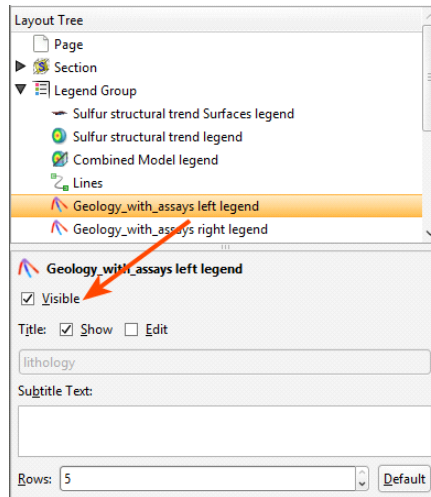 Layout Tree
Page
Section
Legend Group
Sulfur structural trend Surfaces legend
Sulfur structural trend legend
Combined Model legend
Lines
Geology_with_assays left legend
Geology_with_assays right legend
Geology_with_assays left legend
Visible
Title: Show Edit
lithology
Subtitle Text:
Rows: 5 Default